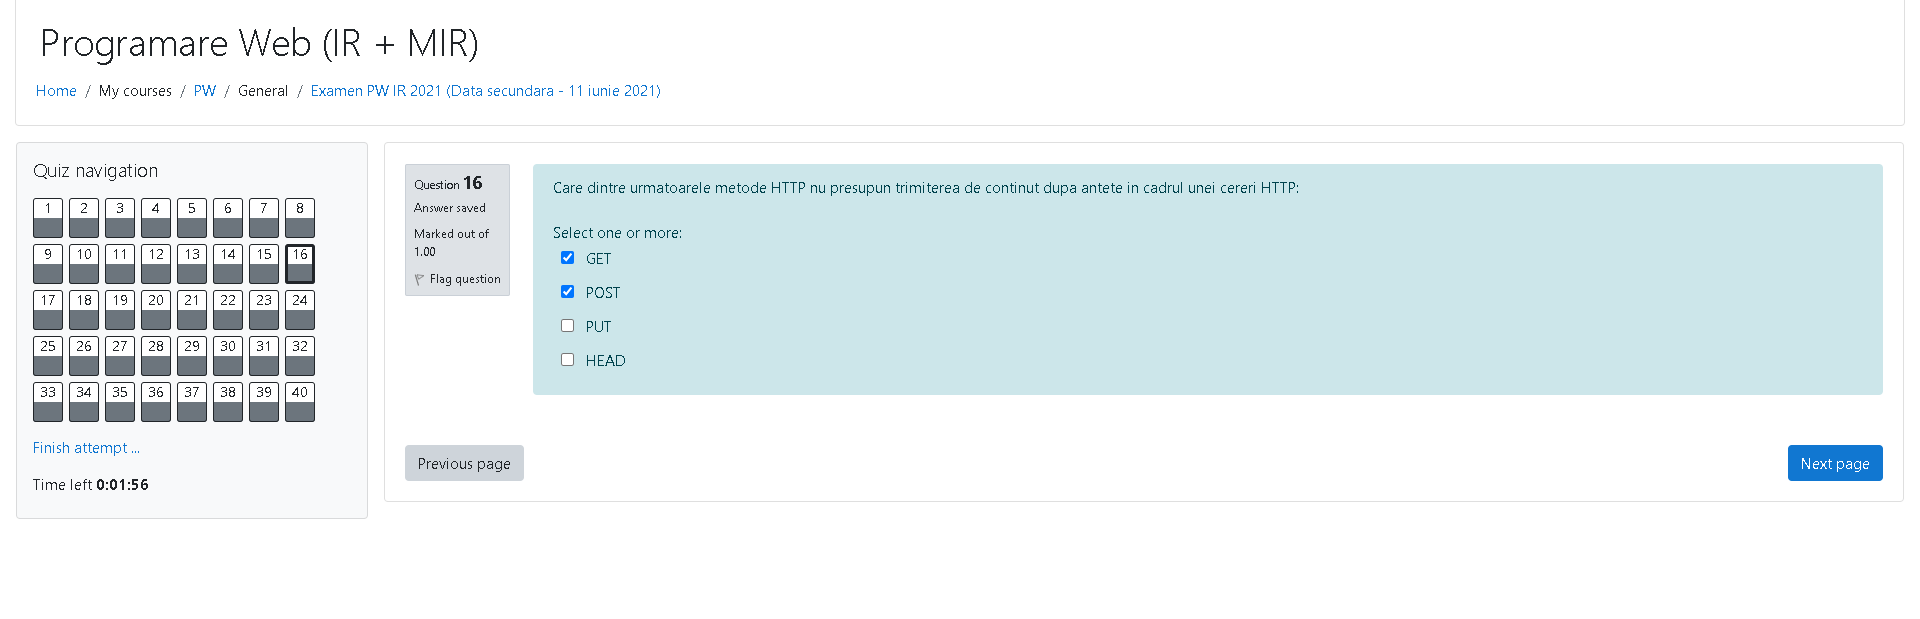 Programare Web (IR + MIR)
Home / My courses / PW / General / Examen PW IR 2021 (Data secundara - 11 iunie 2021)
Quiz navigation
1 2 3 4 5 6 7 8
9 10 11 12 13 14 15 16
17 18 19 20 21 22 23 24
25 26 27 28 29 30 31 32
33 34 35 36 37 38 39 40
Finish attempt ...
Time left 0:01:56
Question 16
Answer saved
Marked out of
1.00
Flag question
Care dintre urmatoarele metode HTTP nu presupun trimiterea de continut dupa antete in cadrul unei cereri HTTP:
Select one or more:
GET
POST
PUT
HEAD
Previous page
Next page